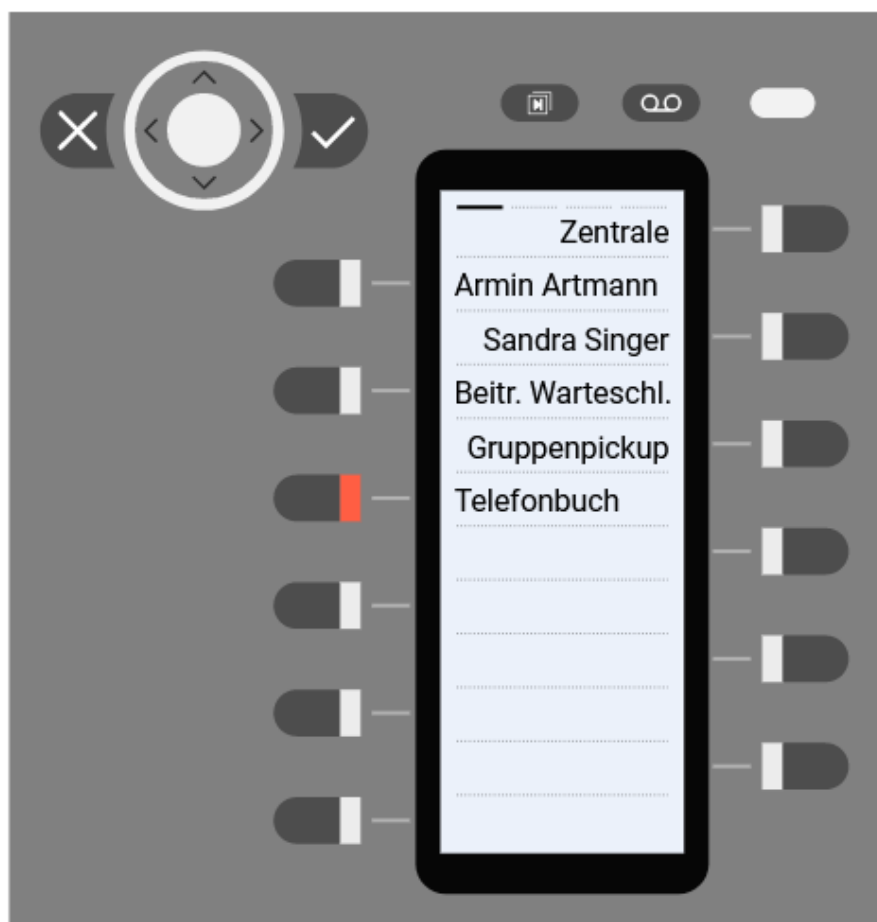 Zentrale
Armin Artmann
Sandra Singer
Beitr. Warteschl.
Gruppenpickup
Telefonbuch